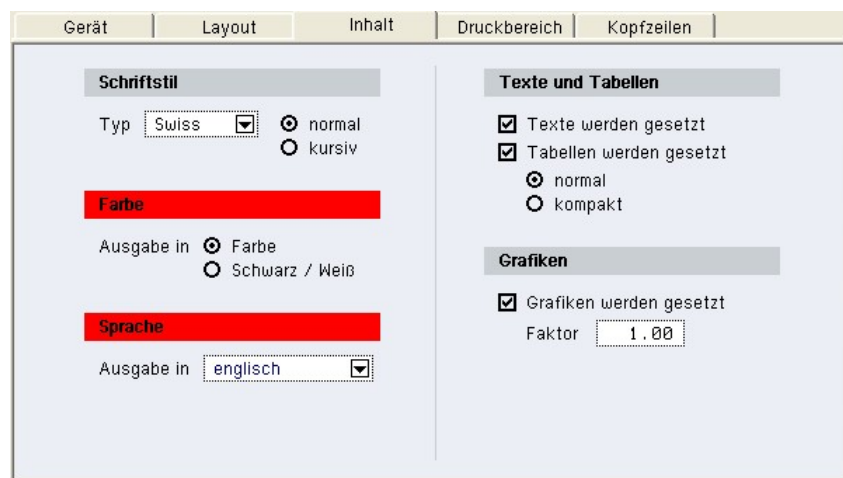 Gerät
Layout
Inhalt
Druckbereich
Kopfzeilen
Schriftstil
Typ Swiss
normal
kursiv
Farbe
Ausgabe in Farbe
Schwarz / Weiß
Sprache
Ausgabe in englisch
Texte und Tabellen
Texte werden gesetzt
Tabellen werden gesetzt
normal
kompakt
Grafiken
Grafiken werden gesetzt
Faktor 1.00